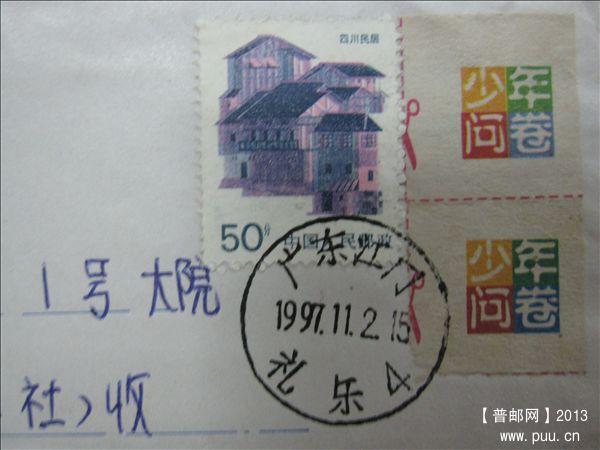 四川民居
50分 中国人民邮政
少年
问卷
少年
问卷
广东江门
1997.11.2.15
礼乐 4
1号大院
社)收
【普邮网】2013
www.puu.cn